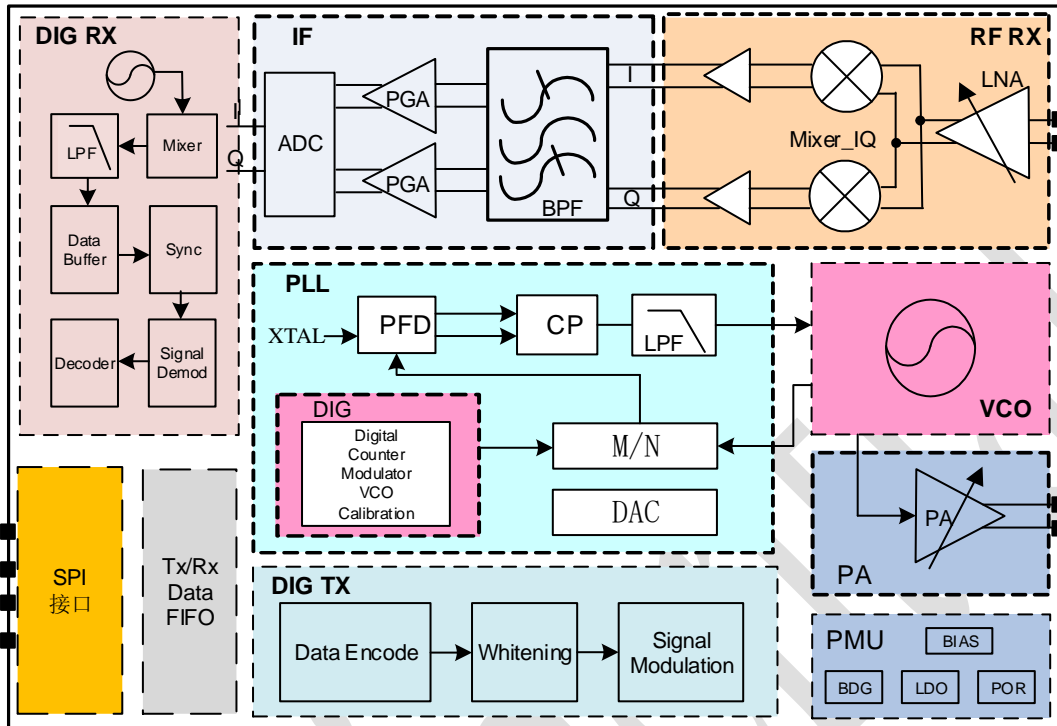 DIG RX
LPF
Mixer
Data
Buffer
Sync
Decoder
Signal
Demod
I
Q
IF
ADC
PGA
PGA
BPF
I
Q
RF RX
LNA
Mixer_IQ
PLL
XTAL
PFD
CP
LPF
DIG
Digital
Counter
Modulator
VCO
Calibration
M/N
DAC
VCO
PA
PA
SPI
接口
Tx/Rx
Data
FIFO
DIG TX
Data Encode
Whitening
Signal
Modulation
PMU
BIAS
BDG
LDO
POR